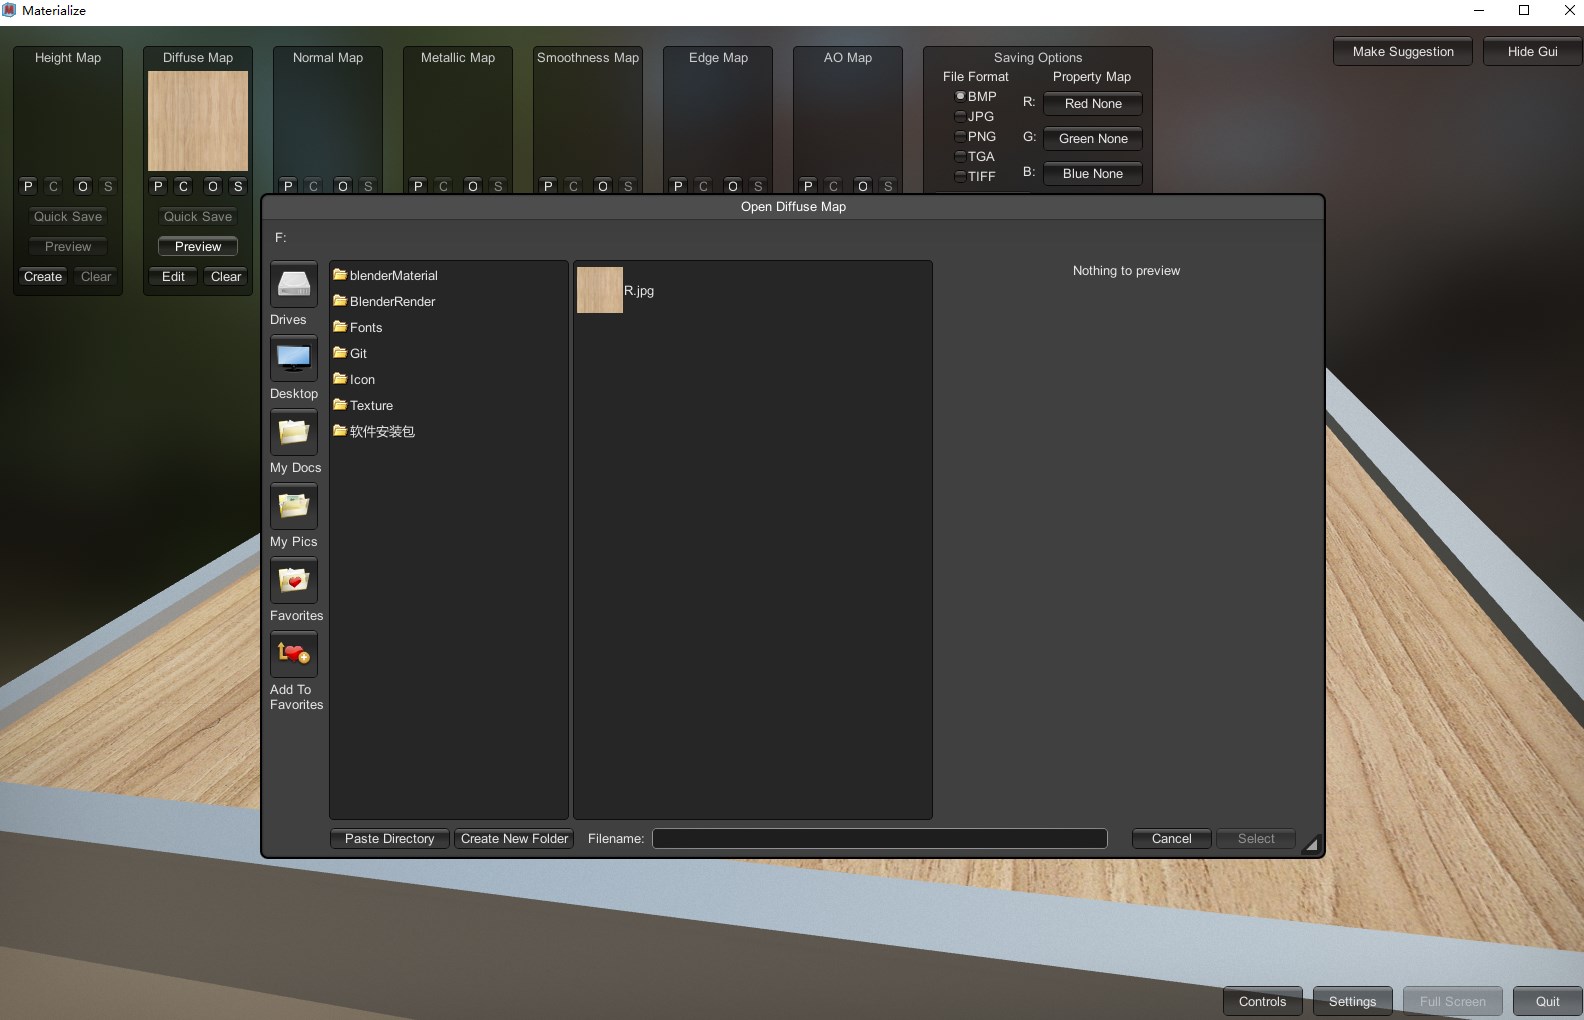 Materialize
Height Map
Diffuse Map
Normal Map
Metallic Map
Smoothness Map
Edge Map
AO Map
Saving Options
File Format
Property Map
BMP
JPG
PNG
TGA
TIFF
R: Red None
G: Green None
B: Blue None
Make Suggestion
Hide Gui
P C O S
P C O S
P C O S
P C O S
P C O S
P C O S
P C O S
Quick Save
Quick Save
Preview
Preview
Create Clear
Edit Clear
Open Diffuse Map
F:
Drives
Desktop
My Docs
My Pics
Favorites
Add To
Favorites
blenderMaterial
BlenderRender
Fonts
Git
Icon
Texture
软件安装包
R.jpg
Nothing to preview
Paste Directory
Create New Folder
Filename:
Cancel
Select
Controls
Settings
Full Screen
Quit